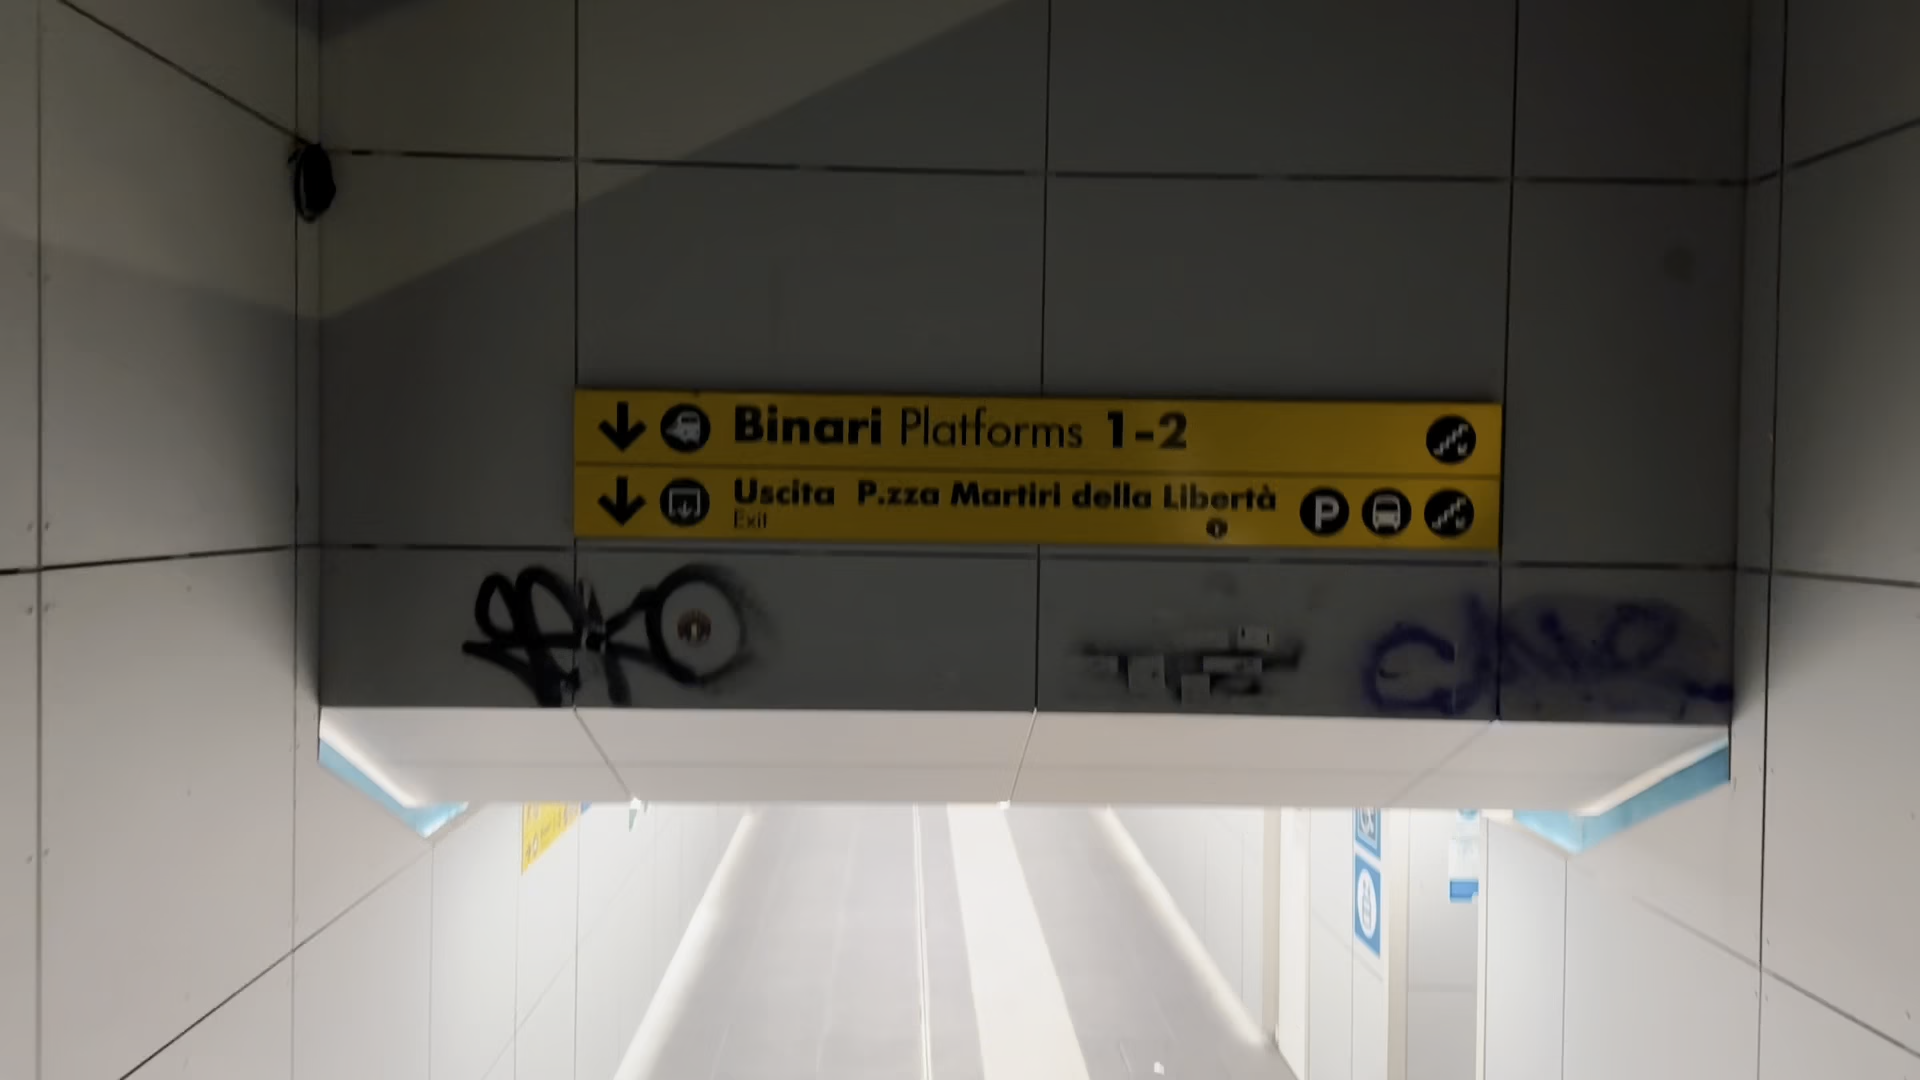 Binari Platforms 1-2
Uscita P.zza Martiri della Libertà
Exit
P